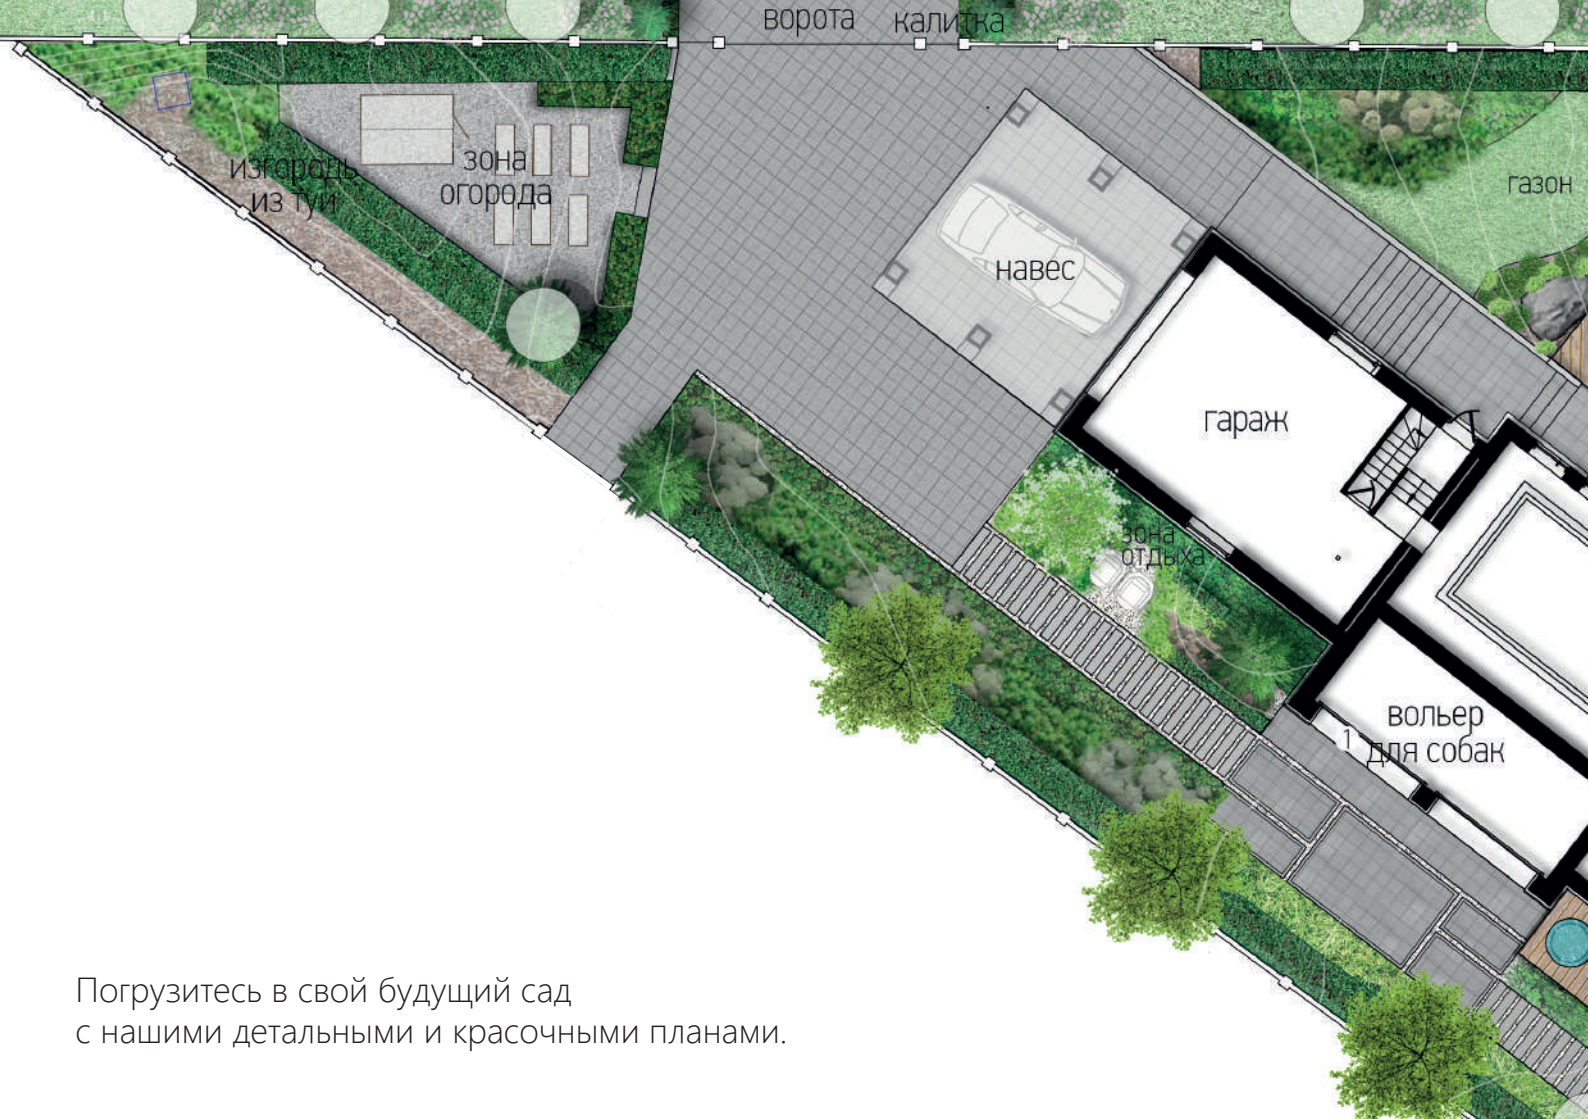 ворота калитка
изгородь
из туи
зона
огорода
газон
навес
гараж
зона
отдыха
вольер
1 для собак
Погрузитесь в свой будущий сад
с нашими детальными и красочными планами.